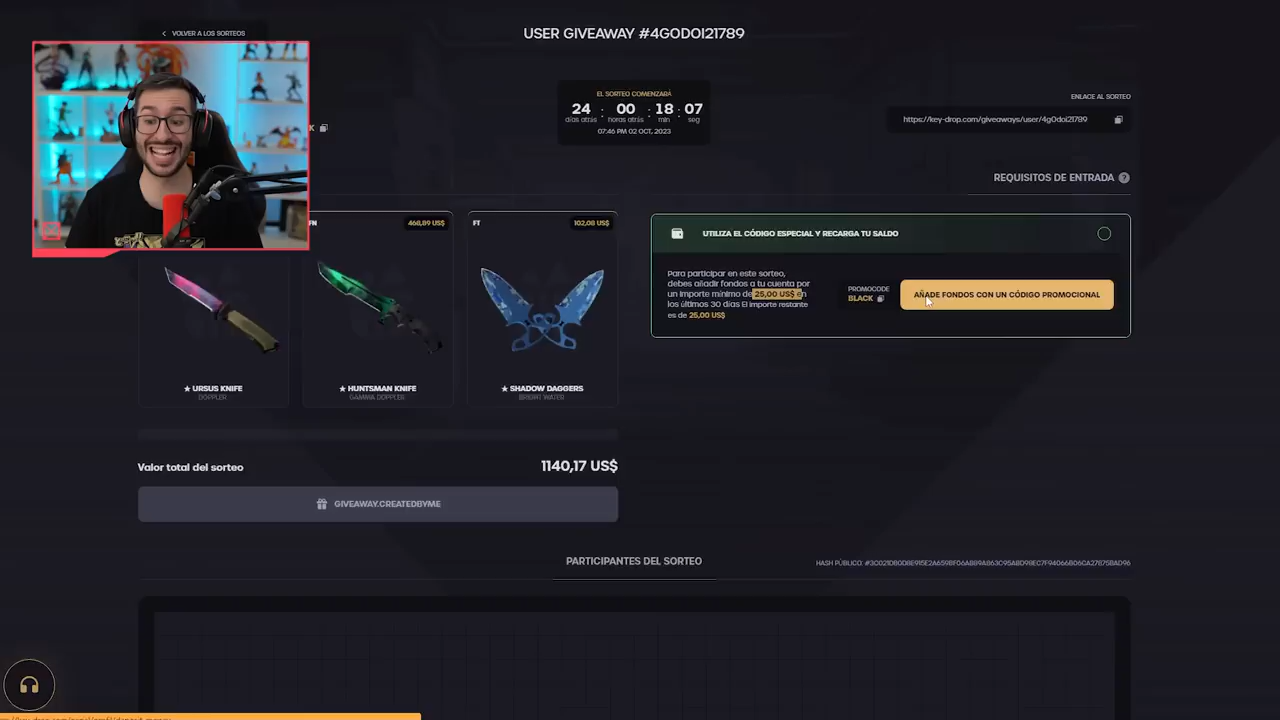 VOLVER A LOS SORTEOS
USER GIVEAWAY #4GODOI21789
EL SORTEO COMENZARÁ
24 : 00 : 18 : 07
días atrás horas atrás min seg
07:46 PM 02 OCT, 2023
ENLACE AL SORTEO
https://key-drop.com/giveaways/user/4g0doi21789
K
REQUISITOS DE ENTRADA ?
FN 468,89 US$
FT 102,08 US$
★ URSUS KNIFE
DOPPLER
★ HUNTSMAN KNIFE
GAMMA DOPPLER
★ SHADOW DAGGERS
BRIGHT WATER
UTILIZA EL CÓDIGO ESPECIAL Y RECARGA TU SALDO
Para participar en este sorteo,
debes añadir fondos a tu cuenta por
un importe mínimo de 25,00 US$ en
los últimos 30 días El importe restante
es de 25,00 US$
PROMOCODE
BLACK
AÑADE FONDOS CON UN CÓDIGO PROMOCIONAL
Valor total del sorteo 1140,17 US$
GIVEAWAY.CREATEDBYME
PARTICIPANTES DEL SORTEO
HASH PÚBLICO: